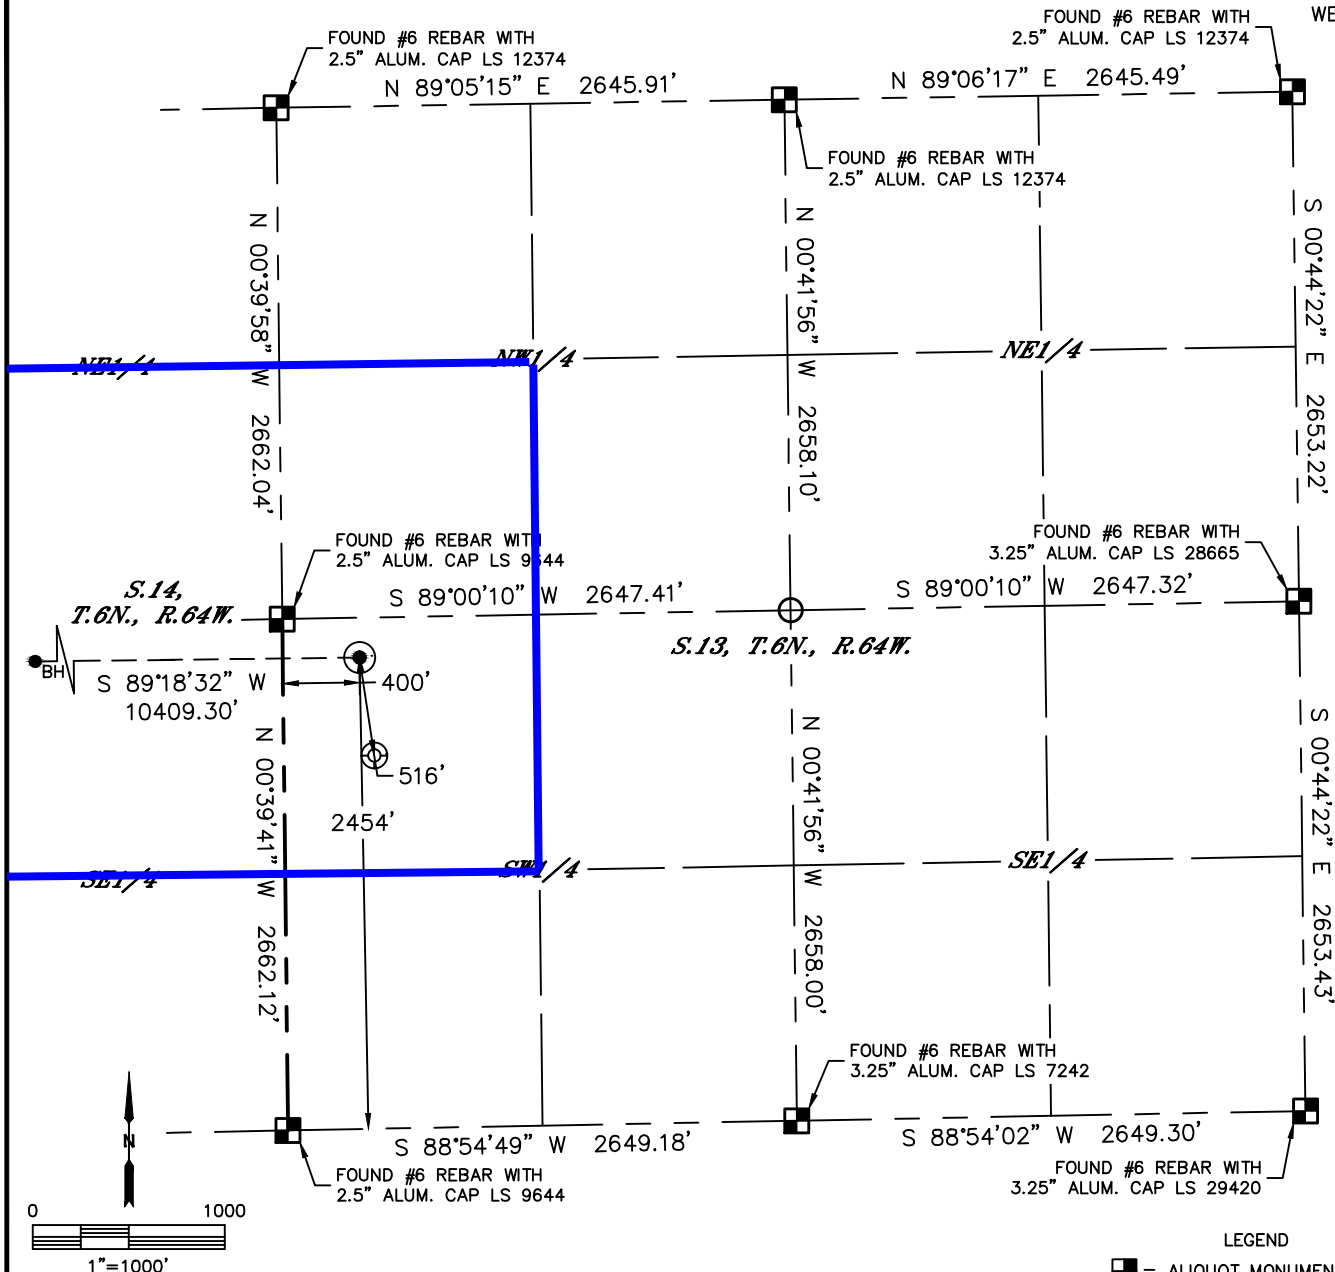 WE
FOUND #6 REBAR WITH
2.5" ALUM. CAP LS 12374
FOUND #6 REBAR WITH
2.5" ALUM. CAP LS 12374
N 89°05'15" E 2645.91'
N 89°06'17" E 2645.49'
FOUND #6 REBAR WITH
2.5" ALUM. CAP LS 12374
N 00°39'58" W 2662.04'
N 00°41'56" W 2658.10'
S 00°44'22" E 2653.22'
NE1/4
NW1/4
NE1/4
FOUND #6 REBAR WITH
2.5" ALUM. CAP LS 9644
FOUND #6 REBAR WITH
3.25" ALUM. CAP LS 28665
S.14,
T.6N., R.64W.
S 89°00'10" W 2647.41'
S 89°00'10" W 2647.32'
S.13, T.6N., R.64W.
BH
S 89°18'32" W
10409.30'
400'
516'
2454'
N 00°39'41" W 2662.12'
N 00°41'56" W 2658.00'
S 00°44'22" E 2653.43'
SE1/4
SW1/4
SE1/4
FOUND #6 REBAR WITH
3.25" ALUM. CAP LS 7242
N
S 88°54'49" W 2649.18'
S 88°54'02" W 2649.30'
FOUND #6 REBAR WITH
2.5" ALUM. CAP LS 9644
FOUND #6 REBAR WITH
3.25" ALUM. CAP LS 29420
0 1000
1"=1000'
LEGEND
= ALIQUOT MONUMEN